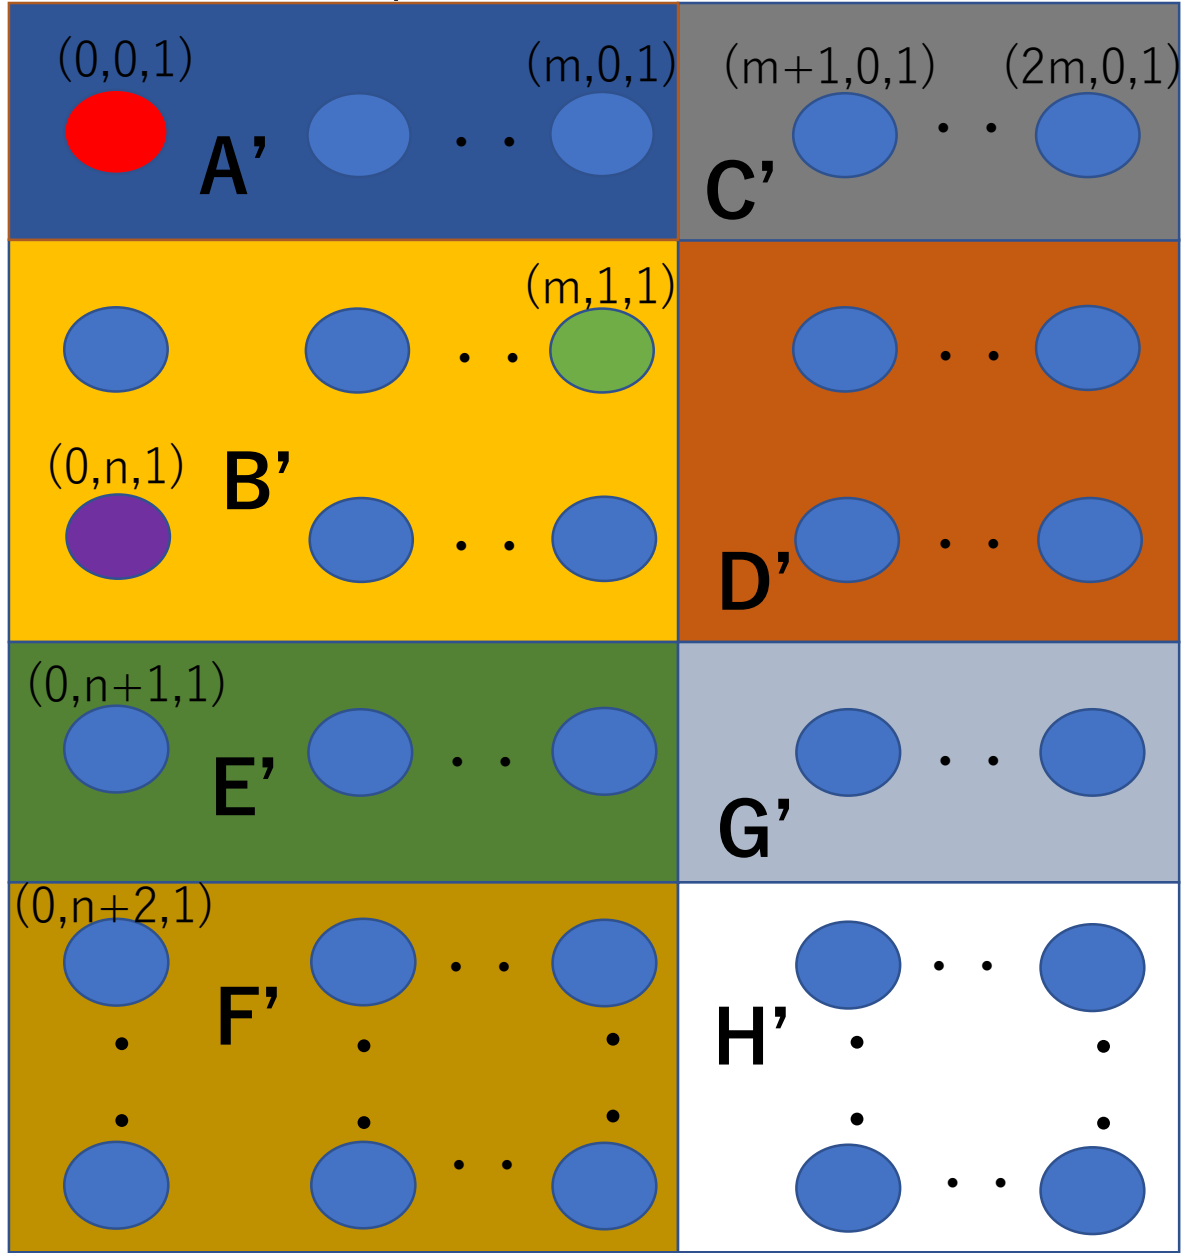 (0,0,1)
(m,0,1)
(m+1,0,1)
(2m,0,1)
A’
C’
(m,1,1)
(0,n,1)
B’
D’
(0,n+1,1)
E’
G’
(0,n+2,1)
F’
H’